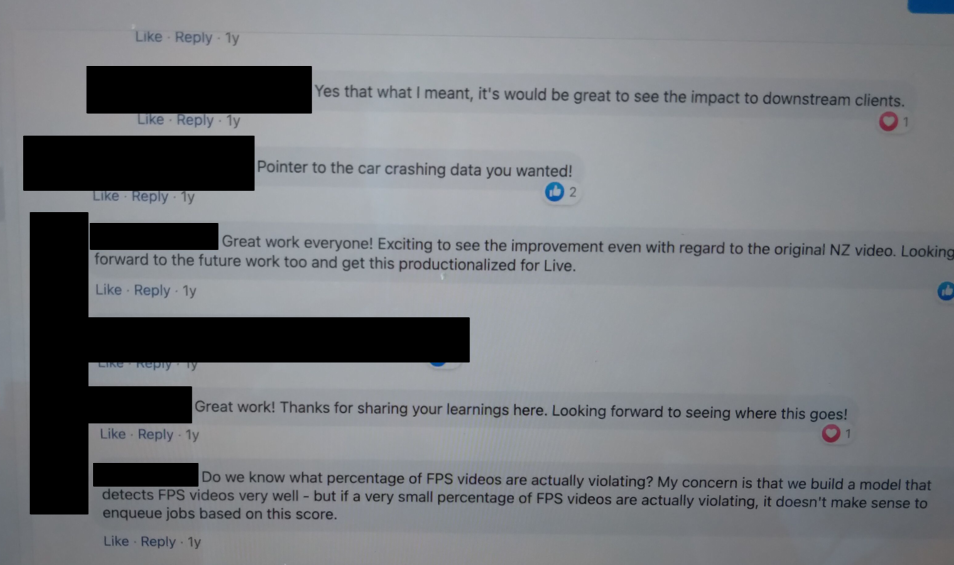 Like · Reply · 1y
Yes that what I meant, it's would be great to see the impact to downstream clients.
1
Like · Reply · 1y
Pointer to the car crashing data you wanted!
2
Like · Reply · 1y
Great work everyone! Exciting to see the improvement even with regard to the original NZ video. Looking
forward to the future work too and get this productionalized for Live.
Like · Reply · 1y
Like · Reply · 1y
Great work! Thanks for sharing your learnings here. Looking forward to seeing where this goes!
1
Like · Reply · 1y
Do we know what percentage of FPS videos are actually violating? My concern is that we build a model that
detects FPS videos very well - but if a very small percentage of FPS videos are actually violating, it doesn't make sense to
enqueue jobs based on this score.
Like · Reply · 1y